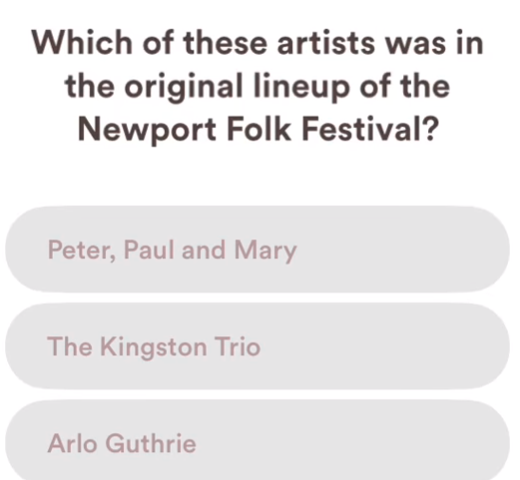 Which of these artists was in
the original lineup of the
Newport Folk Festival?
Peter, Paul and Mary
The Kingston Trio
Arlo Guthrie